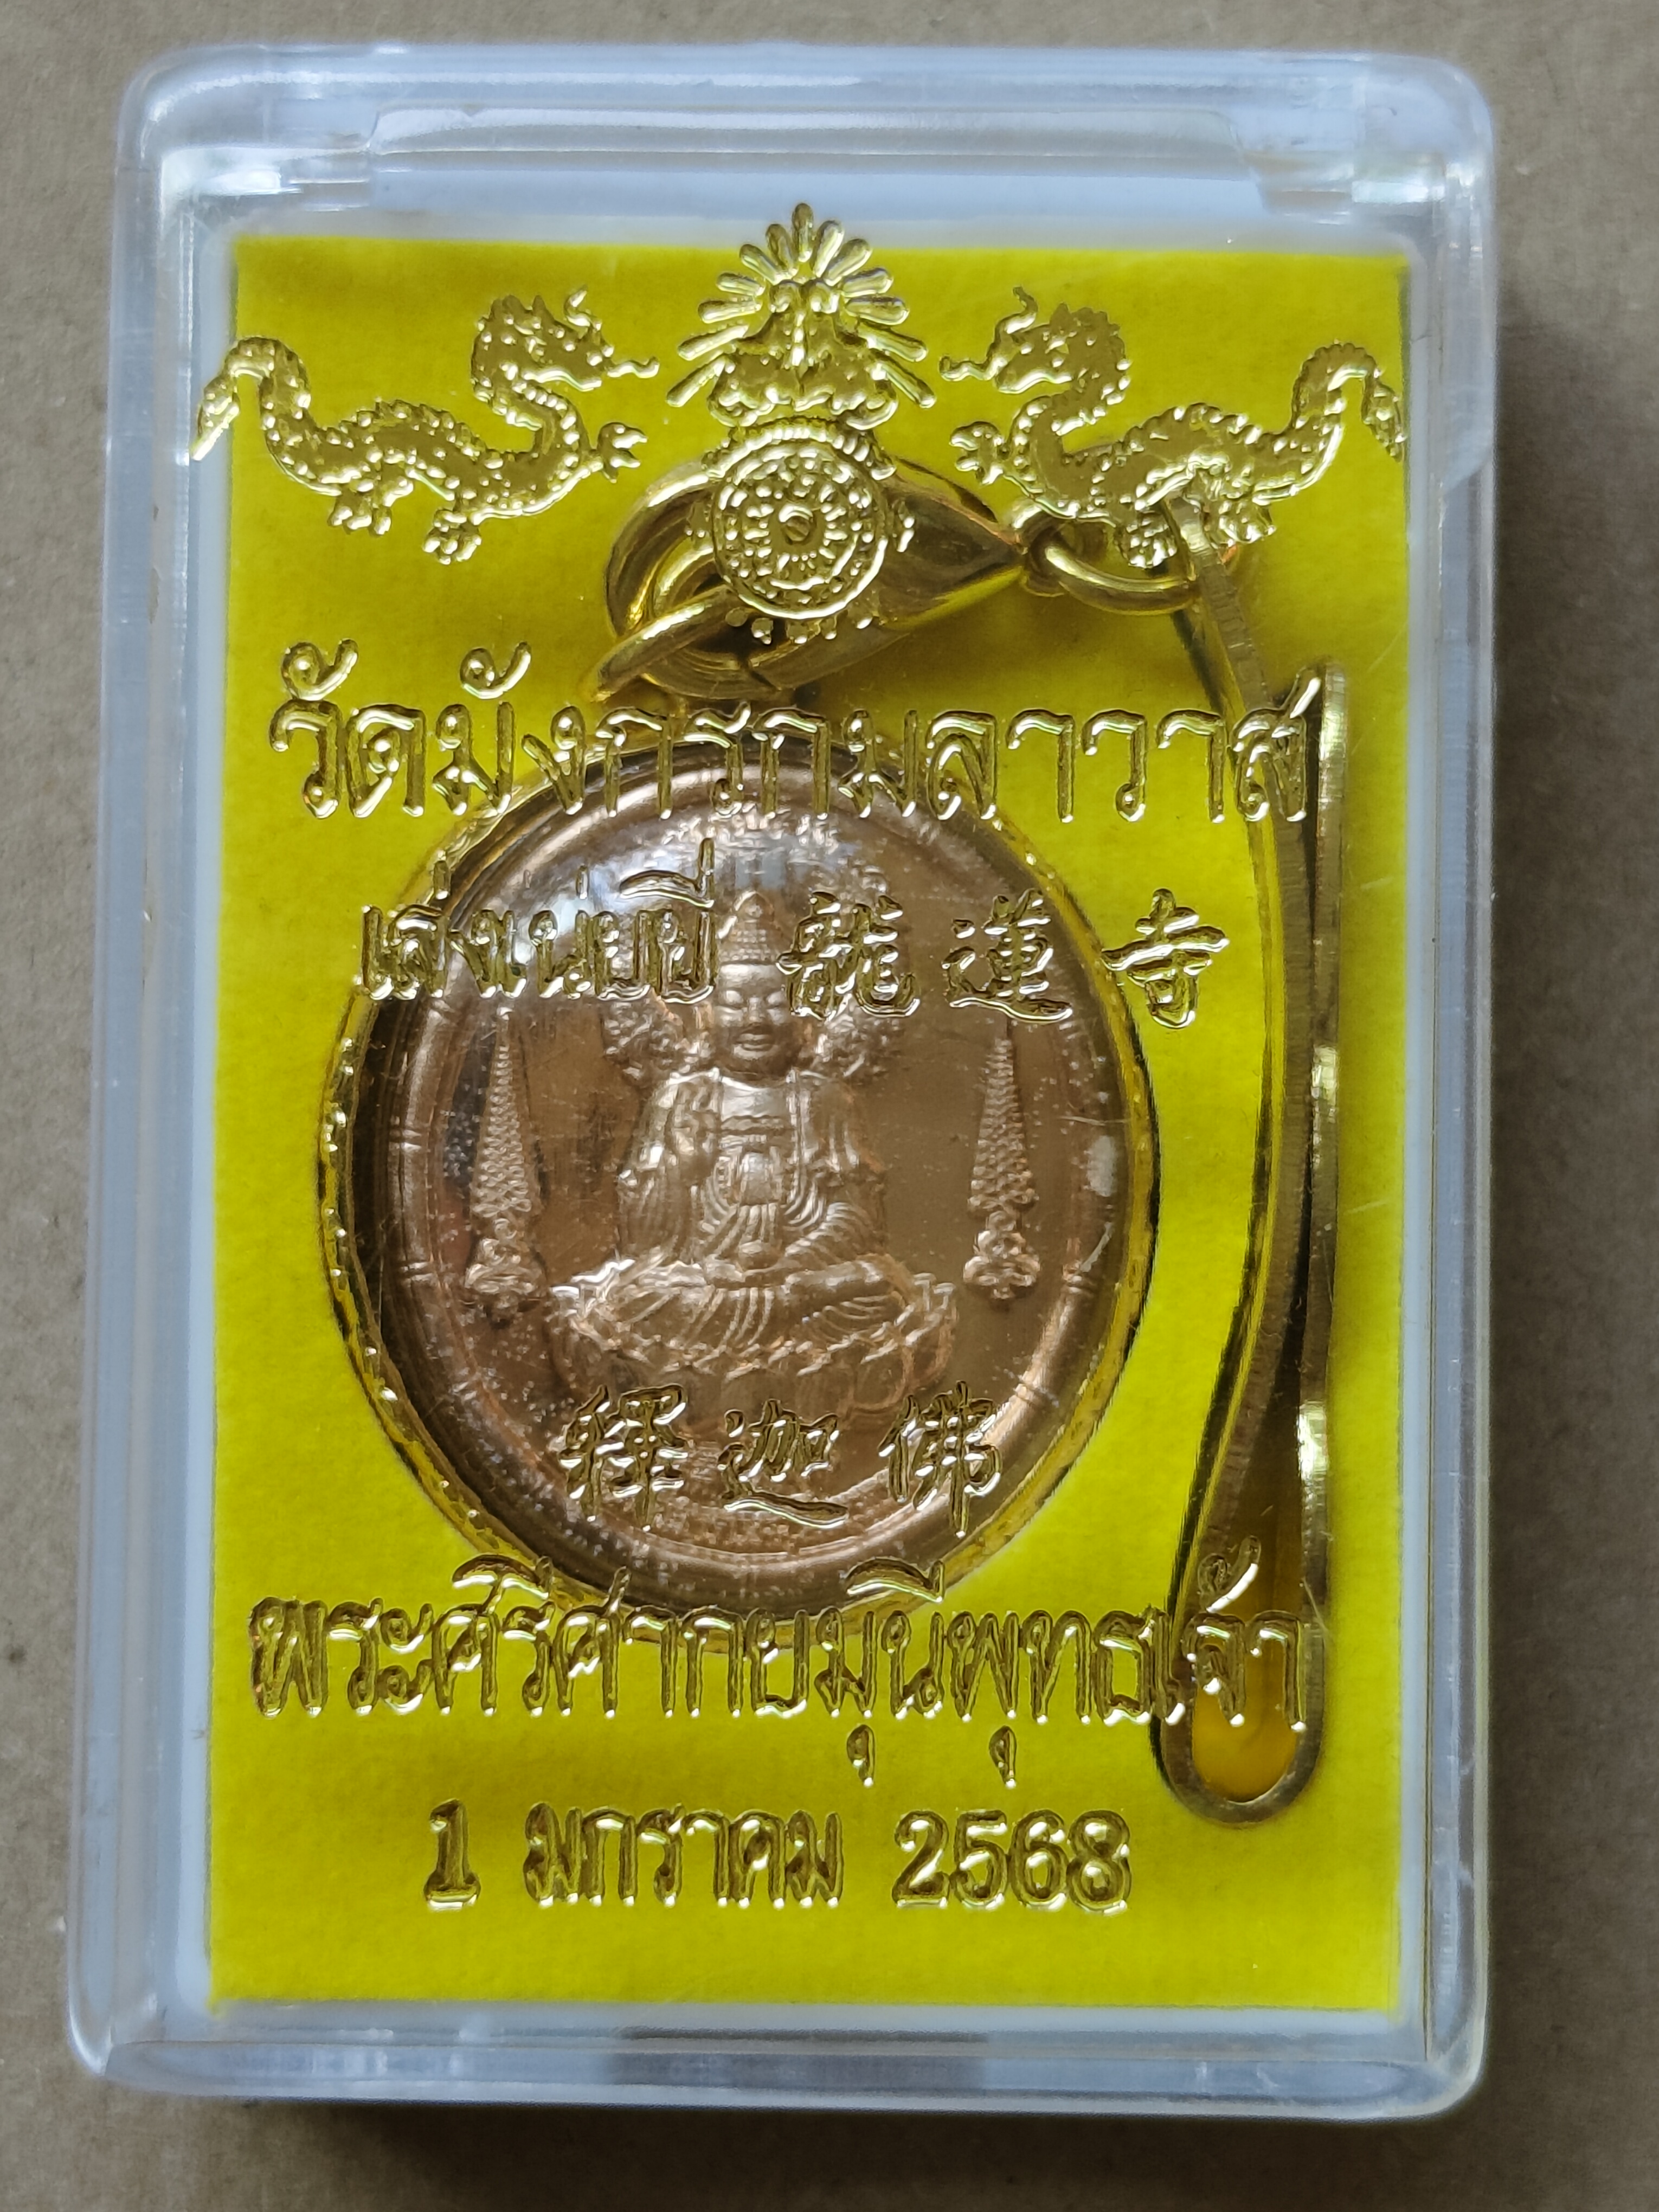 วัดมังกรกมลาวาส
เล่งเน่ยยี่ 龍蓮寺
釋迦佛
พระศรีศากยมุนีพุทธเจ้า
1 มกราคม 2568